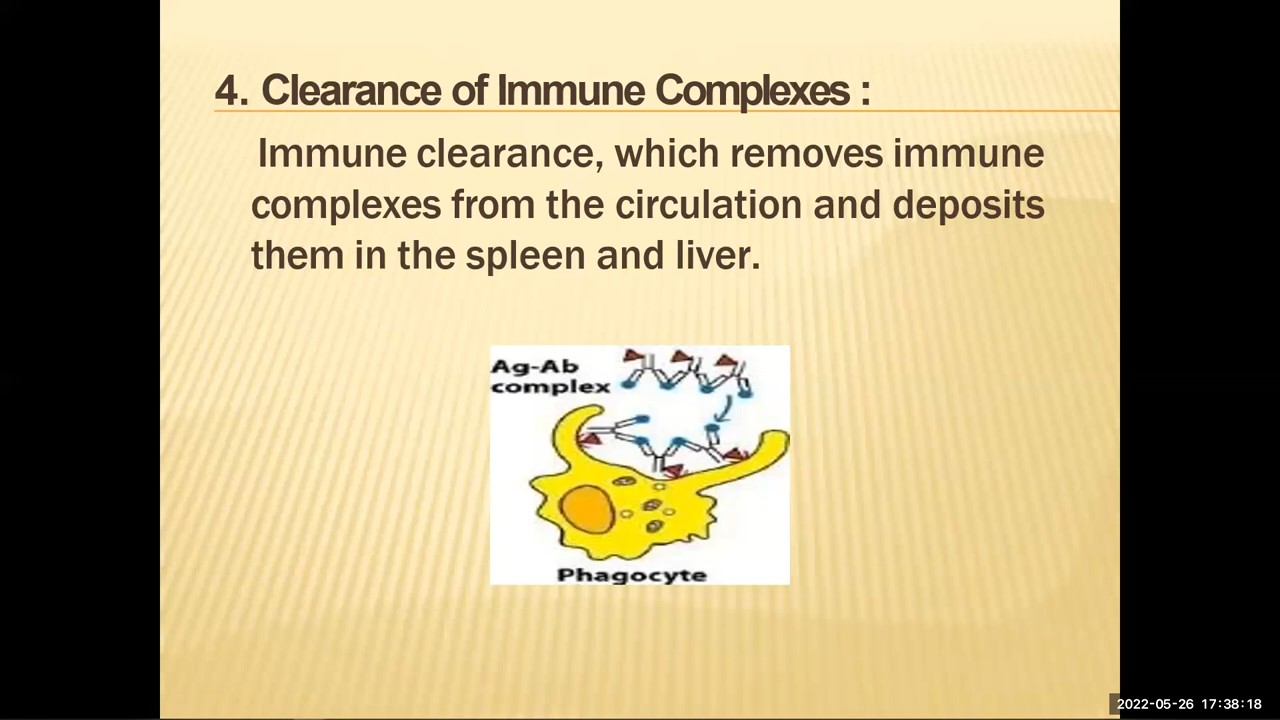 4. Clearance of Immune Complexes :
Immune clearance, which removes immune
complexes from the circulation and deposits
them in the spleen and liver.
Ag-Ab
complex
Phagocyte
2022-05-26 17:38:18